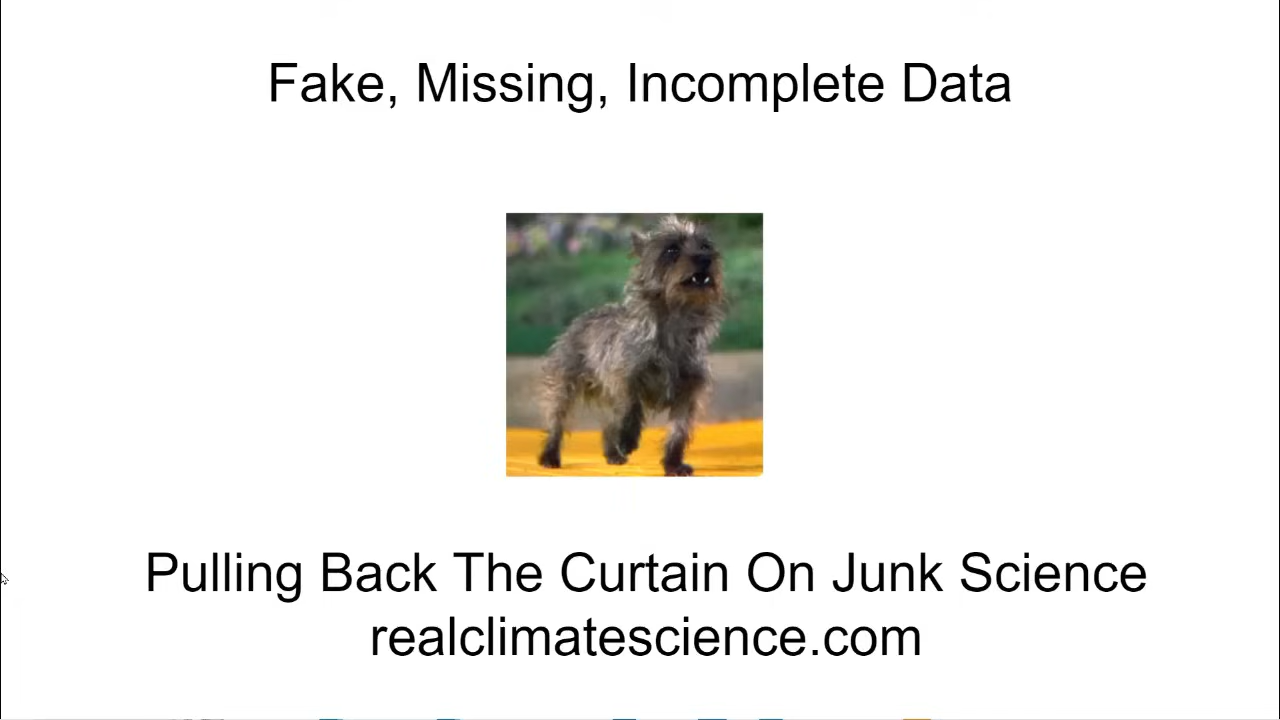 Fake, Missing, Incomplete Data
Pulling Back The Curtain On Junk Science
realclimatescience.com